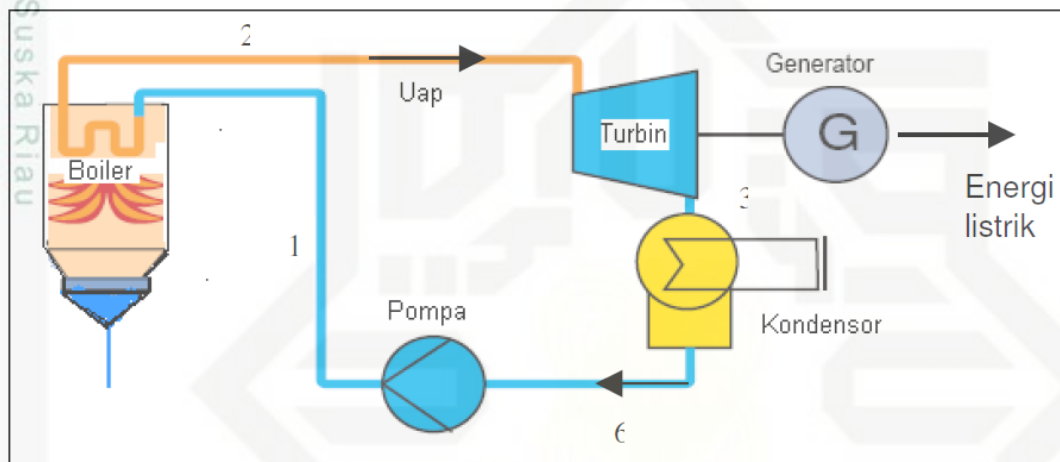 Suska Riau
2
Uap
Generator
Turbin
G
Boiler
Energi
listrik
3
1
Pompa
Kondensor
6